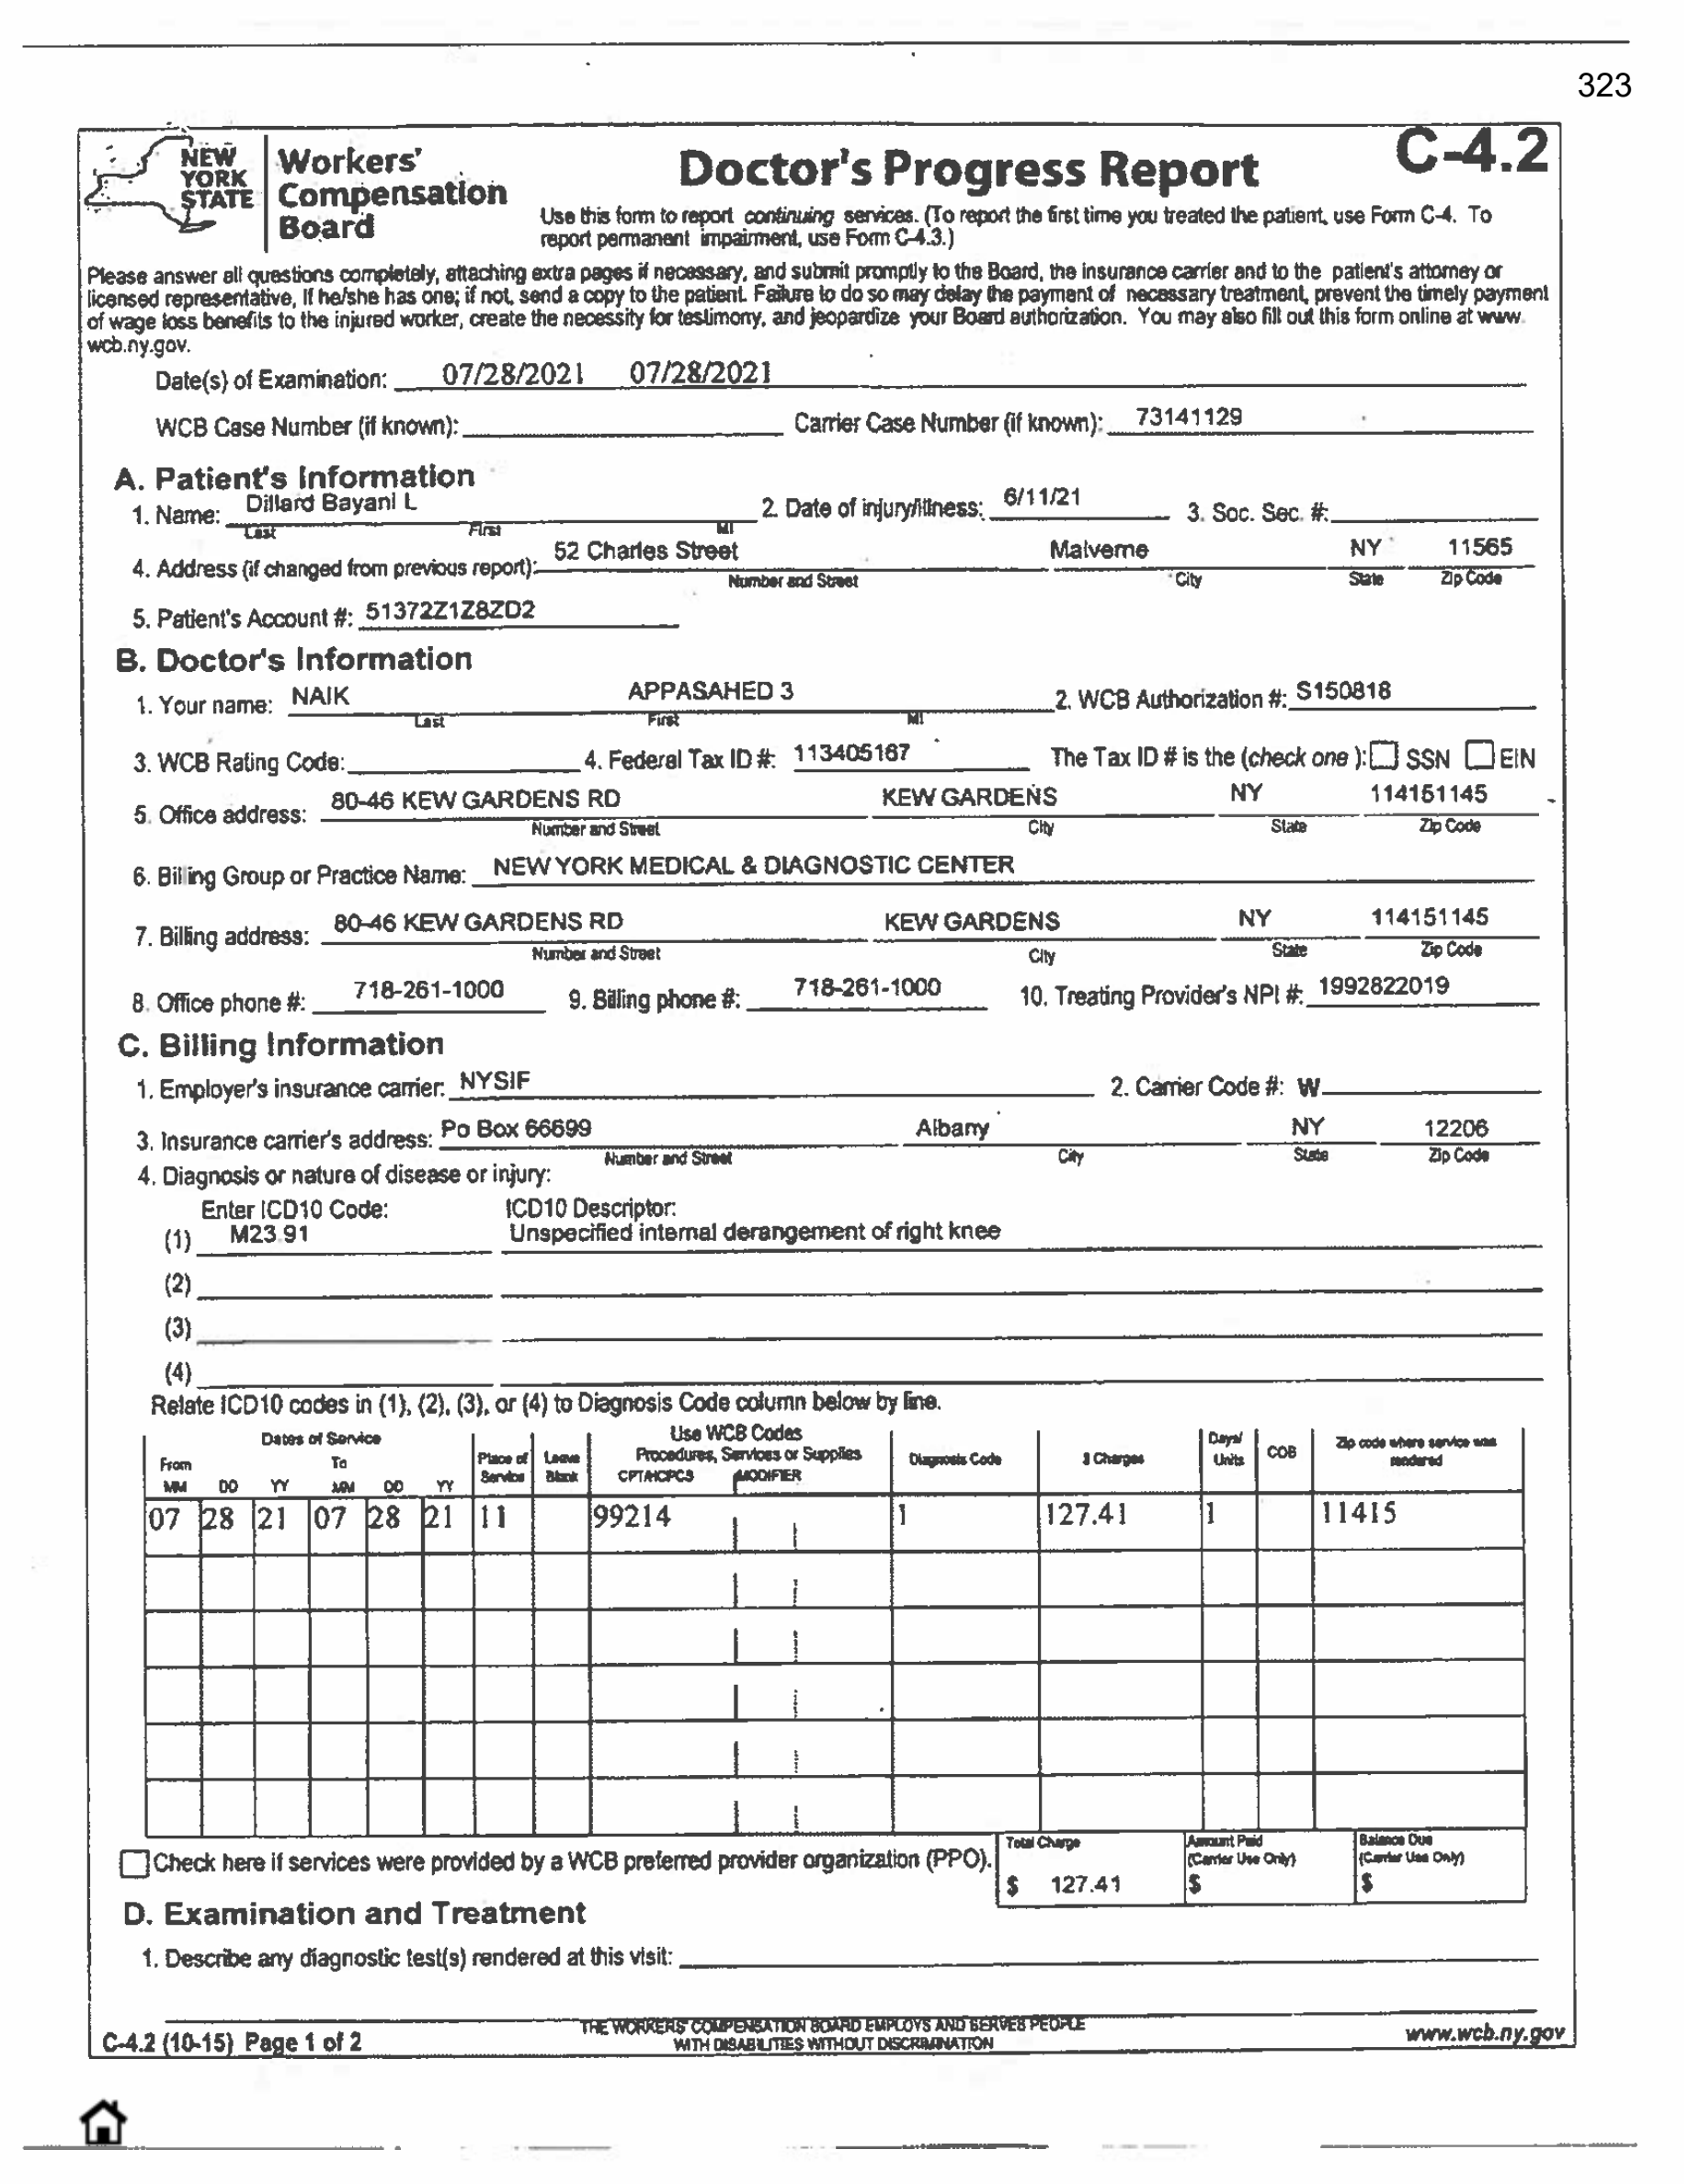 323
NEW YORK STATE
Workers' Compensation Board
Doctor's Progress Report
C-4.2
Use this form to report continuing services. (To report the first time you treated the patient, use Form C-4. To
report permanent impairment, use Form C-4.3.)
Please answer all questions completely, attaching extra pages if necessary, and submit promptly to the Board, the insurance carrier and to the patient's attorney or
licensed representative, if he/she has one; if not, send a copy to the patient. Failure to do so may delay the payment of necessary treatment, prevent the timely payment
of wage loss benefits to the injured worker, create the necessity for testimony, and jeopardize your Board authorization. You may also fill out this form online at www.
wcb.ny.gov.
Date(s) of Examination: 07/28/2021 07/28/2021
WCB Case Number (if known): Carrier Case Number (if known): 73141129
A. Patient's Information
1. Name: Dillard Bayani L 2. Date of injury/illness: 6/11/21 3. Soc. Sec. #:
Last First MI
4. Address (if changed from previous report): 52 Charles Street Malverne NY 11565
Number and Street City State Zip Code
5. Patient's Account #: 51372Z1Z8ZD2
B. Doctor's Information
1. Your name: NAIK APPASAHED 3 2. WCB Authorization #: S150818
Last First MI
3. WCB Rating Code: 4. Federal Tax ID #: 113405187 The Tax ID # is the (check one ): SSN EIN
5. Office address: 80-46 KEW GARDENS RD KEW GARDENS NY 114151145
Number and Street City State Zip Code
6. Billing Group or Practice Name: NEW YORK MEDICAL & DIAGNOSTIC CENTER
7. Billing address: 80-46 KEW GARDENS RD KEW GARDENS NY 114151145
Number and Street City State Zip Code
8. Office phone #: 718-261-1000 9. Billing phone #: 718-261-1000 10. Treating Provider's NPI #: 1992822019
C. Billing Information
1. Employer's insurance carrier: NYSIF 2. Carrier Code #: W
3. Insurance carrier's address: Po Box 66699 Albany NY 12206
Number and Street City State Zip Code
4. Diagnosis or nature of disease or injury:
Enter ICD10 Code: ICD10 Descriptor:
(1) M23.91 Unspecified internal derangement of right knee
(2)
(3)
(4)
Relate ICD10 codes in (1), (2), (3), or (4) to Diagnosis Code column below by line.
Dates of Service Use WCB Codes
From To Place of Service Leave Blank Procedures, Services or Supplies Diagnosis Code $ Charges Days/ Units COB Zip code where service was rendered
MM DD YY MM DD YY CPT/HCPCS MODIFIER
07 28 21 07 28 21 11 99214 1 127.41 1 11415
Check here if services were provided by a WCB preferred provider organization (PPO).
Total Charge Amount Paid (Carrier Use Only) Balance Due (Carrier Use Only)
$ 127.41 $ $
D. Examination and Treatment
1. Describe any diagnostic test(s) rendered at this visit:
C-4.2 (10-15) Page 1 of 2
THE WORKERS' COMPENSATION BOARD EMPLOYS AND SERVES PEOPLE
WITH DISABILITIES WITHOUT DISCRIMINATION
www.wcb.ny.gov